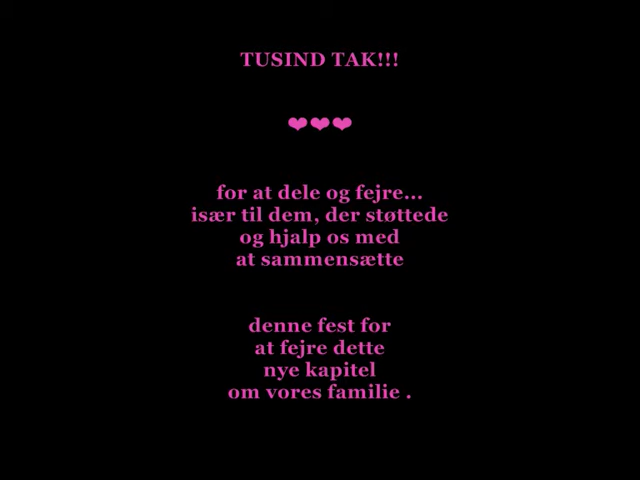 TUSIND TAK!!!
❤❤❤
for at dele og fejre...
især til dem, der støttede
og hjalp os med
at sammensætte
denne fest for
at fejre dette
nye kapitel
om vores familie .